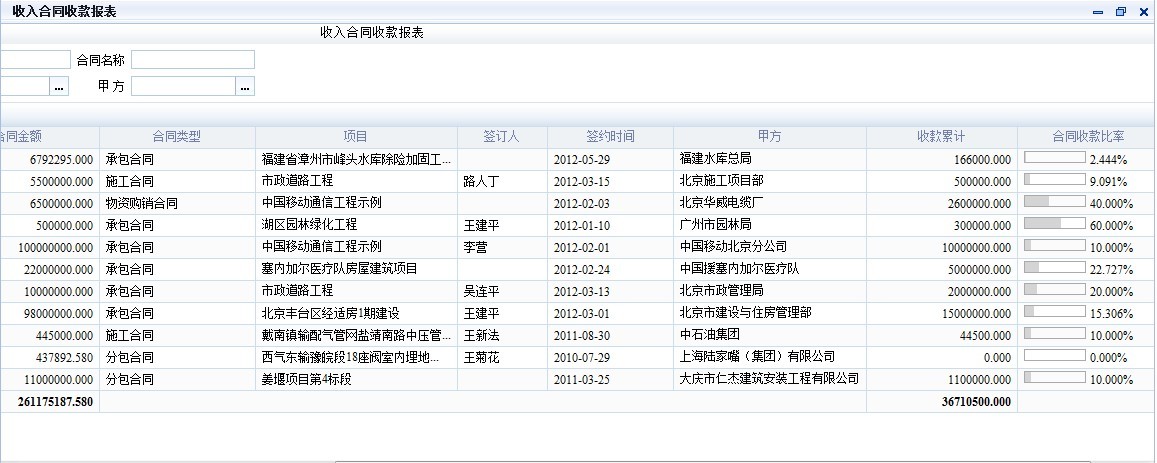 收入合同收款报表
收入合同收款报表
合同名称
... 甲方 ...
合同金额 合同类型 项目 签订人 签约时间 甲方 收款累计 合同收款比率
6792295.000 承包合同 福建省漳州市峰头水库除险加固工... 2012-05-29 福建水库总局 166000.000 2.444%
5500000.000 施工合同 市政道路工程 路人丁 2012-03-15 北京施工项目部 500000.000 9.091%
6500000.000 物资购销合同 中国移动通信工程示例 2012-02-03 北京华威电缆厂 2600000.000 40.000%
500000.000 承包合同 湖区园林绿化工程 王建平 2012-01-10 广州市园林局 300000.000 60.000%
100000000.000 承包合同 中国移动通信工程示例 李营 2012-02-01 中国移动北京分公司 10000000.000 10.000%
22000000.000 承包合同 塞内加尔医疗队房屋建筑项目 2012-02-24 中国援塞内加尔医疗队 5000000.000 22.727%
10000000.000 承包合同 市政道路工程 吴连平 2012-03-13 北京市政管理局 2000000.000 20.000%
98000000.000 承包合同 北京丰台区经适房1期建设 王建平 2012-03-01 北京市建设与住房管理部 15000000.000 15.306%
445000.000 施工合同 戴南镇输配气管网盐靖南路中压管... 王新法 2011-08-30 中石油集团 44500.000 10.000%
437892.580 分包合同 西气东输豫皖段18座阀室内埋地... 王菊花 2010-07-29 上海陆家嘴（集团）有限公司 0.000 0.000%
11000000.000 分包合同 姜堰项目第4标段 2011-03-25 大庆市仁杰建筑安装工程有限公司 1100000.000 10.000%
261175187.580 36710500.000